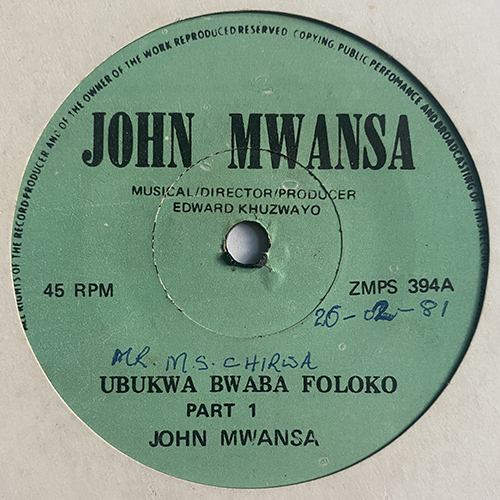 ALL RIGHTS OF THE RECORD PRODUCER AND OF THE OWNER OF THE WORK REPRODUCED RESERVED COPYING, PUBLIC PERFOMANCE AND BROADCASTING OF THIS RECORD
JOHN MWANSA
MUSICAL/DIRECTOR/PRODUCER
EDWARD KHUZWAYO
45 RPM
ZMPS 394A
26-02-81
MR. M.S. CHIRWA
UBUKWA BWABA FOLOKO
PART 1
JOHN MWANSA